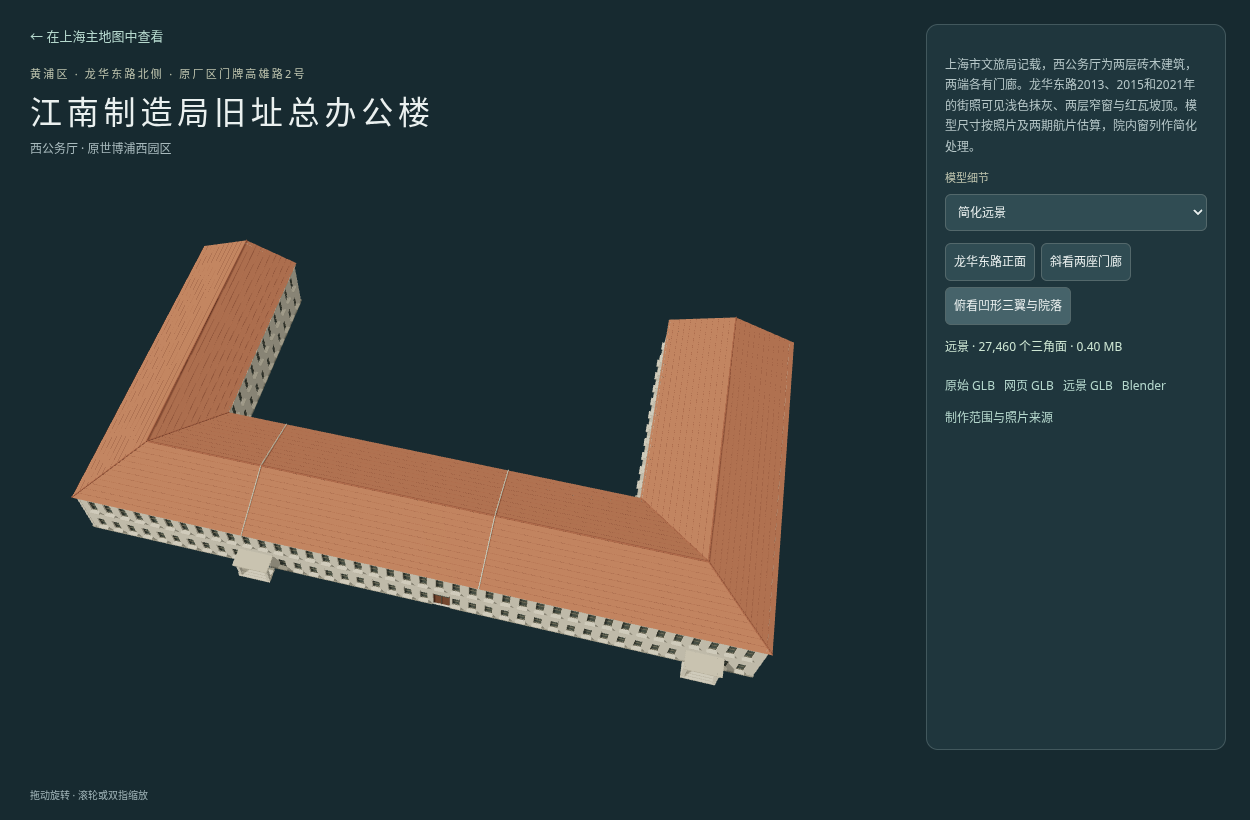 ← 在上海主地图中查看
黄浦区 · 龙华东路北侧 · 原厂区门牌高雄路2号
江南制造局旧址总办公楼
西公务厅 · 原世博浦西园区
上海市文旅局记载，西公务厅为两层砖木建筑，
两端各有门廊。龙华东路2013、2015和2021年
的街照可见浅色抹灰、两层窄窗与红瓦坡顶。模
型尺寸按照片及两期航片估算，院内窗列作简化
处理。
模型细节
简化远景
龙华东路正面 斜看两座门廊
俯看凹形三翼与院落
远景 · 27,460 个三角面 · 0.40 MB
原始 GLB 网页 GLB 远景 GLB Blender
制作范围与照片来源
拖动旋转 · 滚轮或双指缩放